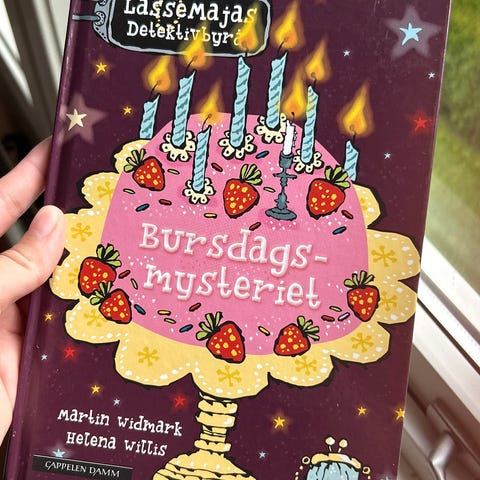 LasseMajas
Detektivbyrå
Bursdags-
mysteriet
Martin Widmark
Helena Willis
CAPPELEN DAMM